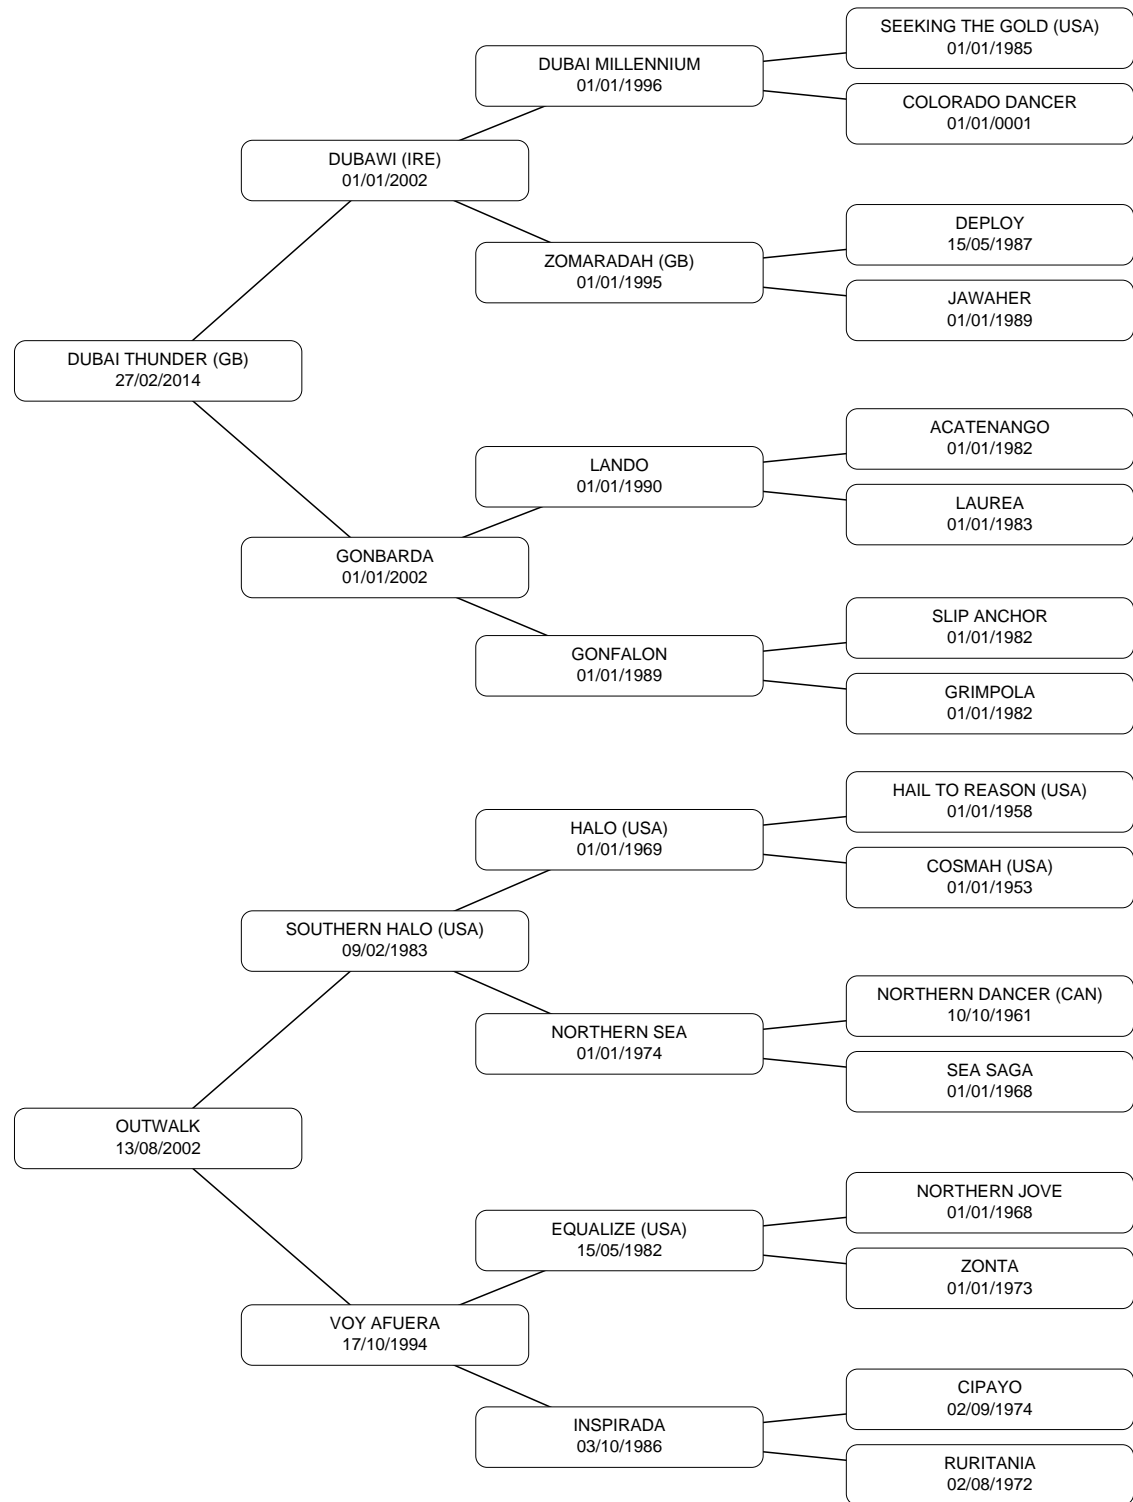 SEEKING THE GOLD (USA)
01/01/1985
DUBAI MILLENNIUM
01/01/1996
COLORADO DANCER
01/01/0001
DUBAWI (IRE)
01/01/2002
DEPLOY
15/05/1987
ZOMARADAH (GB)
01/01/1995
JAWAHER
01/01/1989
DUBAI THUNDER (GB)
27/02/2014
ACATENANGO
01/01/1982
LANDO
01/01/1990
LAUREA
01/01/1983
GONBARDA
01/01/2002
SLIP ANCHOR
01/01/1982
GONFALON
01/01/1989
GRIMPOLA
01/01/1982
HAIL TO REASON (USA)
01/01/1958
HALO (USA)
01/01/1969
COSMAH (USA)
01/01/1953
SOUTHERN HALO (USA)
09/02/1983
NORTHERN DANCER (CAN)
10/10/1961
NORTHERN SEA
01/01/1974
SEA SAGA
01/01/1968
OUTWALK
13/08/2002
NORTHERN JOVE
01/01/1968
EQUALIZE (USA)
15/05/1982
ZONTA
01/01/1973
VOY AFUERA
17/10/1994
CIPAYO
02/09/1974
INSPIRADA
03/10/1986
RURITANIA
02/08/1972